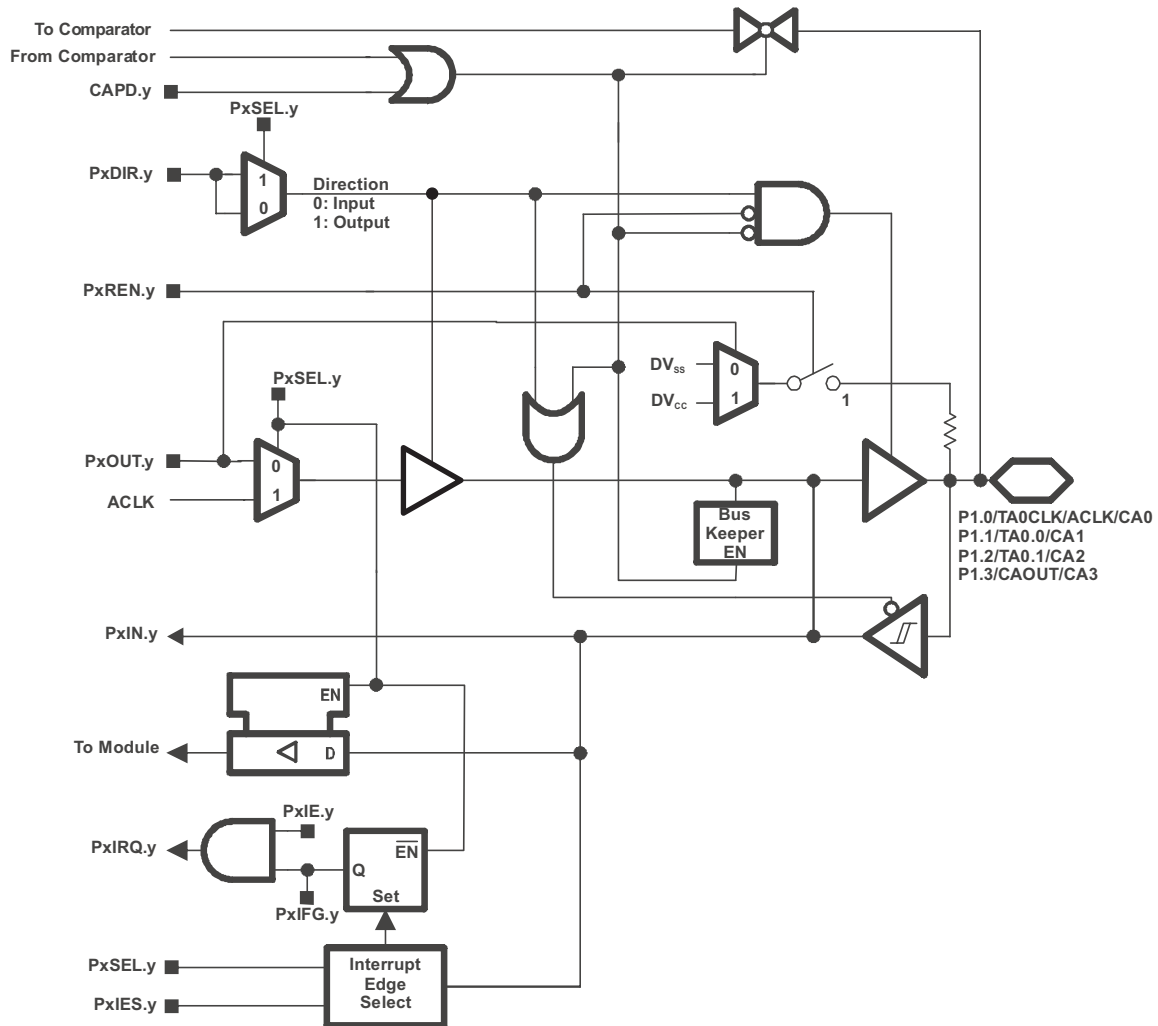 To Comparator
From Comparator
CAPD.y
PxSEL.y
PxDIR.y
1
0
Direction
0: Input
1: Output
PxREN.y
DVSS
0
DVCC
1
1
PxSEL.y
PxOUT.y
0
ACLK
1
Bus
Keeper
EN
P1.0/TA0CLK/ACLK/CA0
P1.1/TA0.0/CA1
P1.2/TA0.1/CA2
P1.3/CAOUT/CA3
PxIN.y
EN
To Module
D
PxIE.y
PxIRQ.y
EN
Q
Set
PxIFG.y
PxSEL.y
PxIES.y
Interrupt
Edge
Select